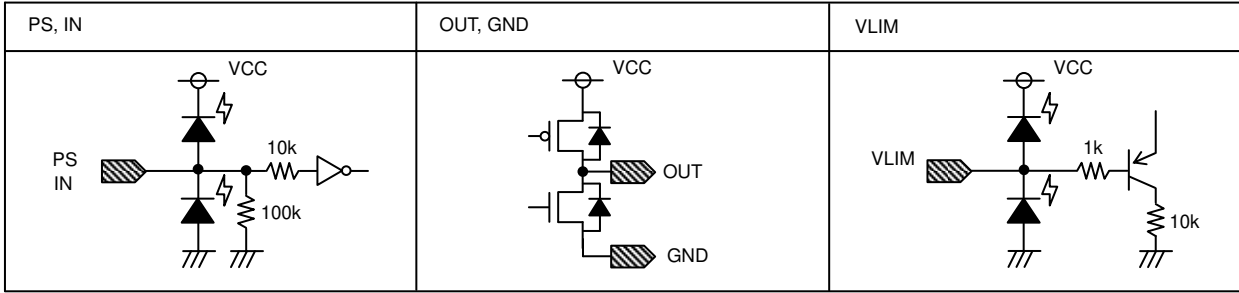 PS, IN
OUT, GND
VLIM
VCC
PS
IN
10k
100k
VCC
OUT
GND
VCC
VLIM
1k
10k